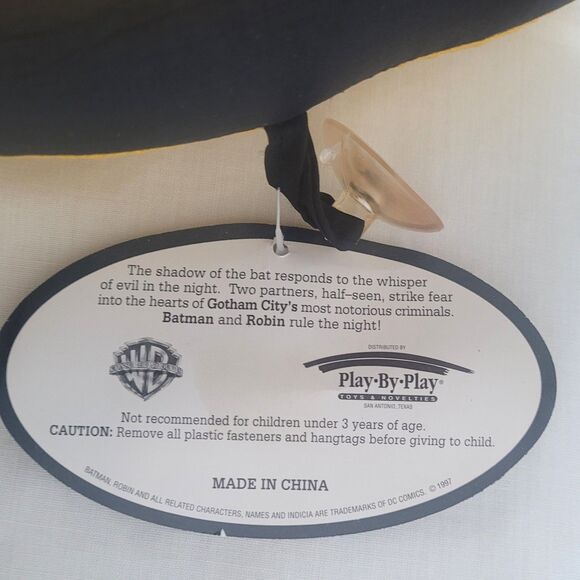 The shadow of the bat responds to the whisper
of evil in the night. Two partners, half-seen, strike fear
into the hearts of Gotham City's most notorious criminals.
Batman and Robin rule the night!
WB
DISTRIBUTED BY
Play•By•Play®
TOYS & NOVELTIES
SAN ANTONIO, TEXAS
Not recommended for children under 3 years of age.
CAUTION: Remove all plastic fasteners and hangtags before giving to child.
MADE IN CHINA
BATMAN, ROBIN AND ALL RELATED CHARACTERS, NAMES AND INDICIA ARE TRADEMARKS OF DC COMICS. © 1997